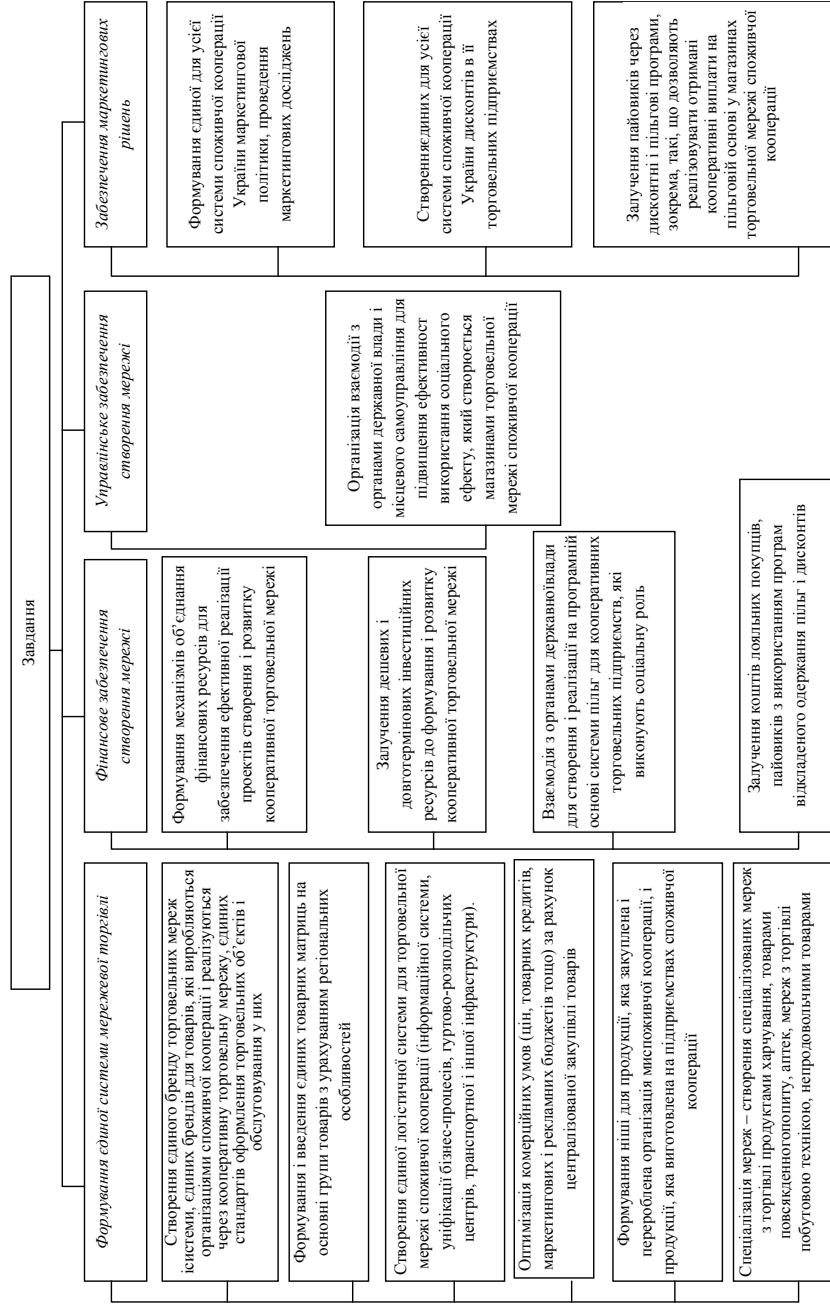 Завдання
Формування єдиної системи мережевої торгівлі
Створення єдиного бренду торговельних мереж
ісистеми, єдиних брендів для товарів, які виробляються
організаціями споживчої кооперації і реалізуються
через кооперативну торговельну мережу, єдиних
стандартів оформлення торговельних об’єктів і
обслуговування у них
Формування і введення єдиних товарних матриць на
основні групи товарів з урахуванням регіональних
особливостей
Створення єдиної логістичної системи для торговельної
мережі споживчої кооперації (інформаційної системи,
уніфікації бізнес-процесів, гуртово-розподільчих
центрів, транспортної і іншої інфраструктури).
Оптимізація комерційних умов (цін, товарних кредитів,
маркетингових і рекламних бюджетів тощо) за рахунок
централізованої закупівлі товарів
Формування ніші для продукції, яка закуплена і
перероблена організація миспоживчої кооперації, і
продукції, яка виготовлена на підприємствах споживчої
кооперації
Спеціалізація мереж – створення спеціалізованих мереж
з торгівлі продуктами харчування, товарами
повсякденногопопиту, аптек, мереж з торгівлі
побутовою технікою, непродовольчими товарами
Фінансове забезпечення
створення мережі
Формування механізмів об’єднання
фінансових ресурсів для
забезпечення ефективної реалізації
проектів створення і розвитку
кооперативної торговельної мережі
Залучення дешевих і
довготермінових інвестиційних
ресурсів до формування і розвитку
кооперативної торговельної мережі
Взаємодія з органами державноївлади
для створення і реалізації на програмній
основі системи пільг для кооперативних
торговельних підприємств, які
виконують соціальну роль
Залучення коштів лояльних покупців,
пайовиків з використанням програм
відкладеного одержання пільг і дисконтів
Управлінське забезпечення
створення мережі
Організація взаємодії з
органами державної влади і
місцевого самоуправління для
підвищення ефективност
використання соціального
ефекту, який створюється
магазинами торговельної
мережі споживчої кооперації
Забезпечення маркетингових
рішень
Формування єдиної для усієї
системи споживчої кооперації
України маркетингової
політики, проведення
маркетингових досліджень
Створенняєдиних для усієї
системи споживчої кооперації
України дисконтів в її
торговельних підприємствах
Залучення пайовиків через
дисконтні і пільгові програми,
зокрема, такі, що дозволяють
реалізовувати отримані
кооперативні виплати на
пільговій основі у магазинах
торговельної мережі споживчої
кооперації